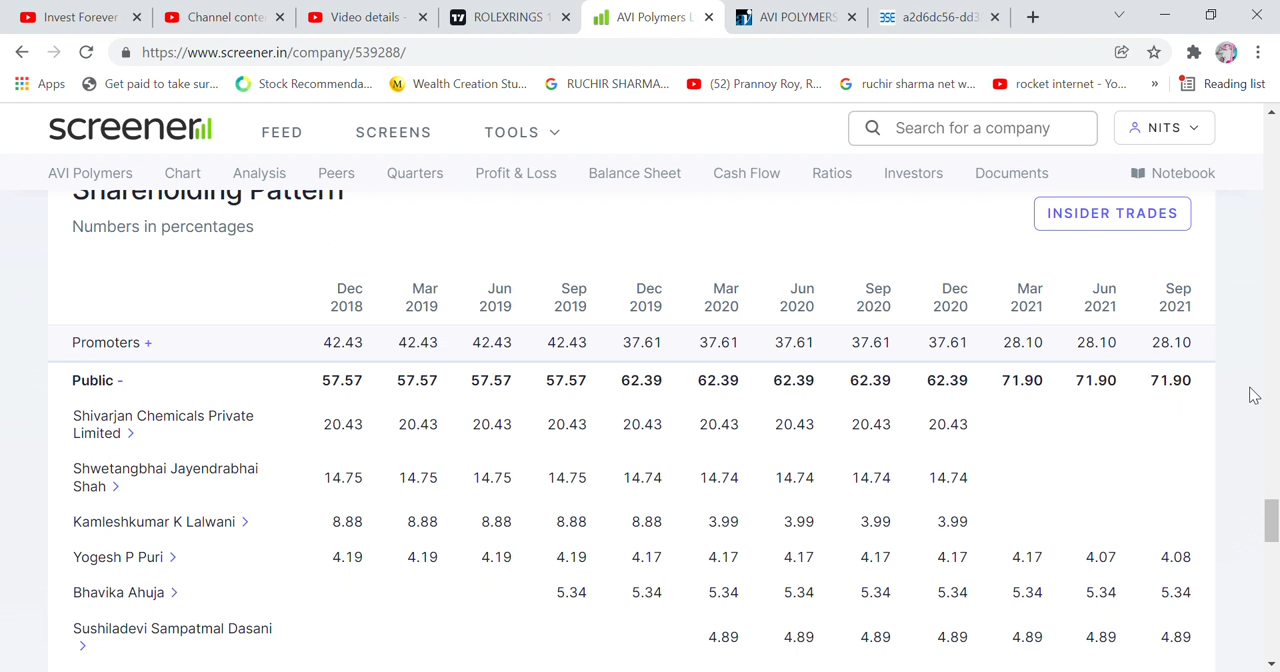 Invest Forever
Channel conte
Video details -
ROLEXRINGS 1
AVI Polymers L
AVI POLYMERS
BSE a2d6dc56-dd3
https://www.screener.in/company/539288/
Apps
Get paid to take sur...
Stock Recommenda...
Wealth Creation Stu...
RUCHIR SHARMA...
(52) Prannoy Roy, R...
ruchir sharma net w...
rocket internet - Yo...
»
Reading list
screener
FEED
SCREENS
TOOLS
Search for a company
NITS
AVI Polymers
Chart
Analysis
Peers
Quarters
Profit & Loss
Balance Sheet
Cash Flow
Ratios
Investors
Documents
Notebook
Shareholding Pattern
Numbers in percentages
INSIDER TRADES
Dec 2018 Mar 2019 Jun 2019 Sep 2019 Dec 2019 Mar 2020 Jun 2020 Sep 2020 Dec 2020 Mar 2021 Jun 2021 Sep 2021
Promoters + 42.43 42.43 42.43 42.43 37.61 37.61 37.61 37.61 37.61 28.10 28.10 28.10
Public - 57.57 57.57 57.57 57.57 62.39 62.39 62.39 62.39 62.39 71.90 71.90 71.90
Shivarjan Chemicals Private
Limited > 20.43 20.43 20.43 20.43 20.43 20.43 20.43 20.43 20.43
Shwetangbhai Jayendrabhai
Shah > 14.75 14.75 14.75 14.75 14.74 14.74 14.74 14.74 14.74
Kamleshkumar K Lalwani > 8.88 8.88 8.88 8.88 8.88 3.99 3.99 3.99 3.99
Yogesh P Puri > 4.19 4.19 4.19 4.19 4.17 4.17 4.17 4.17 4.17 4.17 4.07 4.08
Bhavika Ahuja > 5.34 5.34 5.34 5.34 5.34 5.34 5.34 5.34 5.34
Sushiladevi Sampatmal Dasani
> 4.89 4.89 4.89 4.89 4.89 4.89 4.89